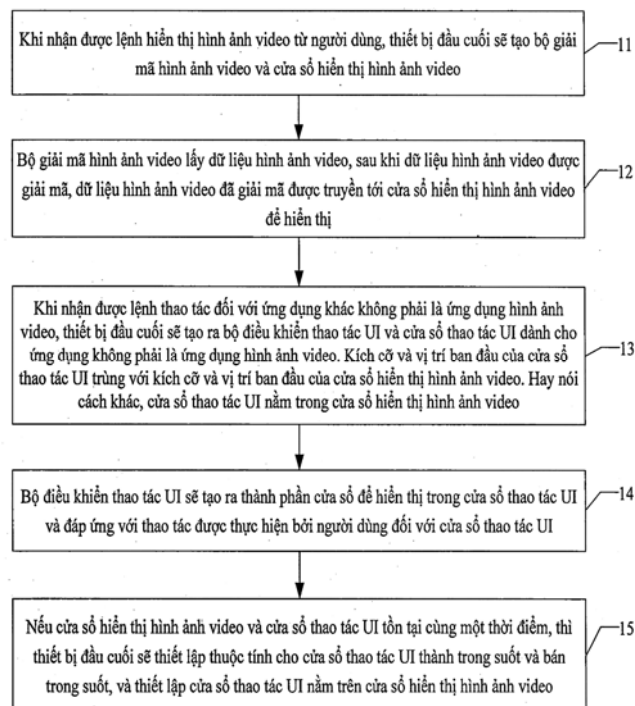 Khi nhận được lệnh hiển thị hình ảnh video từ người dùng, thiết bị đầu cuối sẽ tạo bộ giải
mã hình ảnh video và cửa sổ hiển thị hình ảnh video
11
Bộ giải mã hình ảnh video lấy dữ liệu hình ảnh video, sau khi dữ liệu hình ảnh video được
giải mã, dữ liệu hình ảnh video đã giải mã được truyền tới cửa sổ hiển thị hình ảnh video
để hiển thị
12
Khi nhận được lệnh thao tác đối với ứng dụng khác không phải là ứng dụng hình ảnh
video, thiết bị đầu cuối sẽ tạo ra bộ điều khiển thao tác UI và cửa sổ thao tác UI dành cho
ứng dụng không phải là ứng dụng hình ảnh video. Kích cỡ và vị trí ban đầu của cửa sổ
thao tác UI trùng với kích cỡ và vị trí ban đầu của cửa sổ hiển thị hình ảnh video. Hay nói
cách khác, cửa sổ thao tác UI nằm trong cửa sổ hiển thị hình ảnh video
13
Bộ điều khiển thao tác UI sẽ tạo ra thành phần cửa sổ để hiển thị trong cửa sổ thao tác UI
và đáp ứng với thao tác được thực hiện bởi người dùng đối với cửa sổ thao tác UI
14
Nếu cửa sổ hiển thị hình ảnh video và cửa sổ thao tác UI tồn tại cùng một thời điểm, thì
thiết bị đầu cuối sẽ thiết lập thuộc tính cho cửa sổ thao tác UI thành trong suốt và bán
trong suốt, và thiết lập cửa sổ thao tác UI nằm trên cửa sổ hiển thị hình ảnh video
15